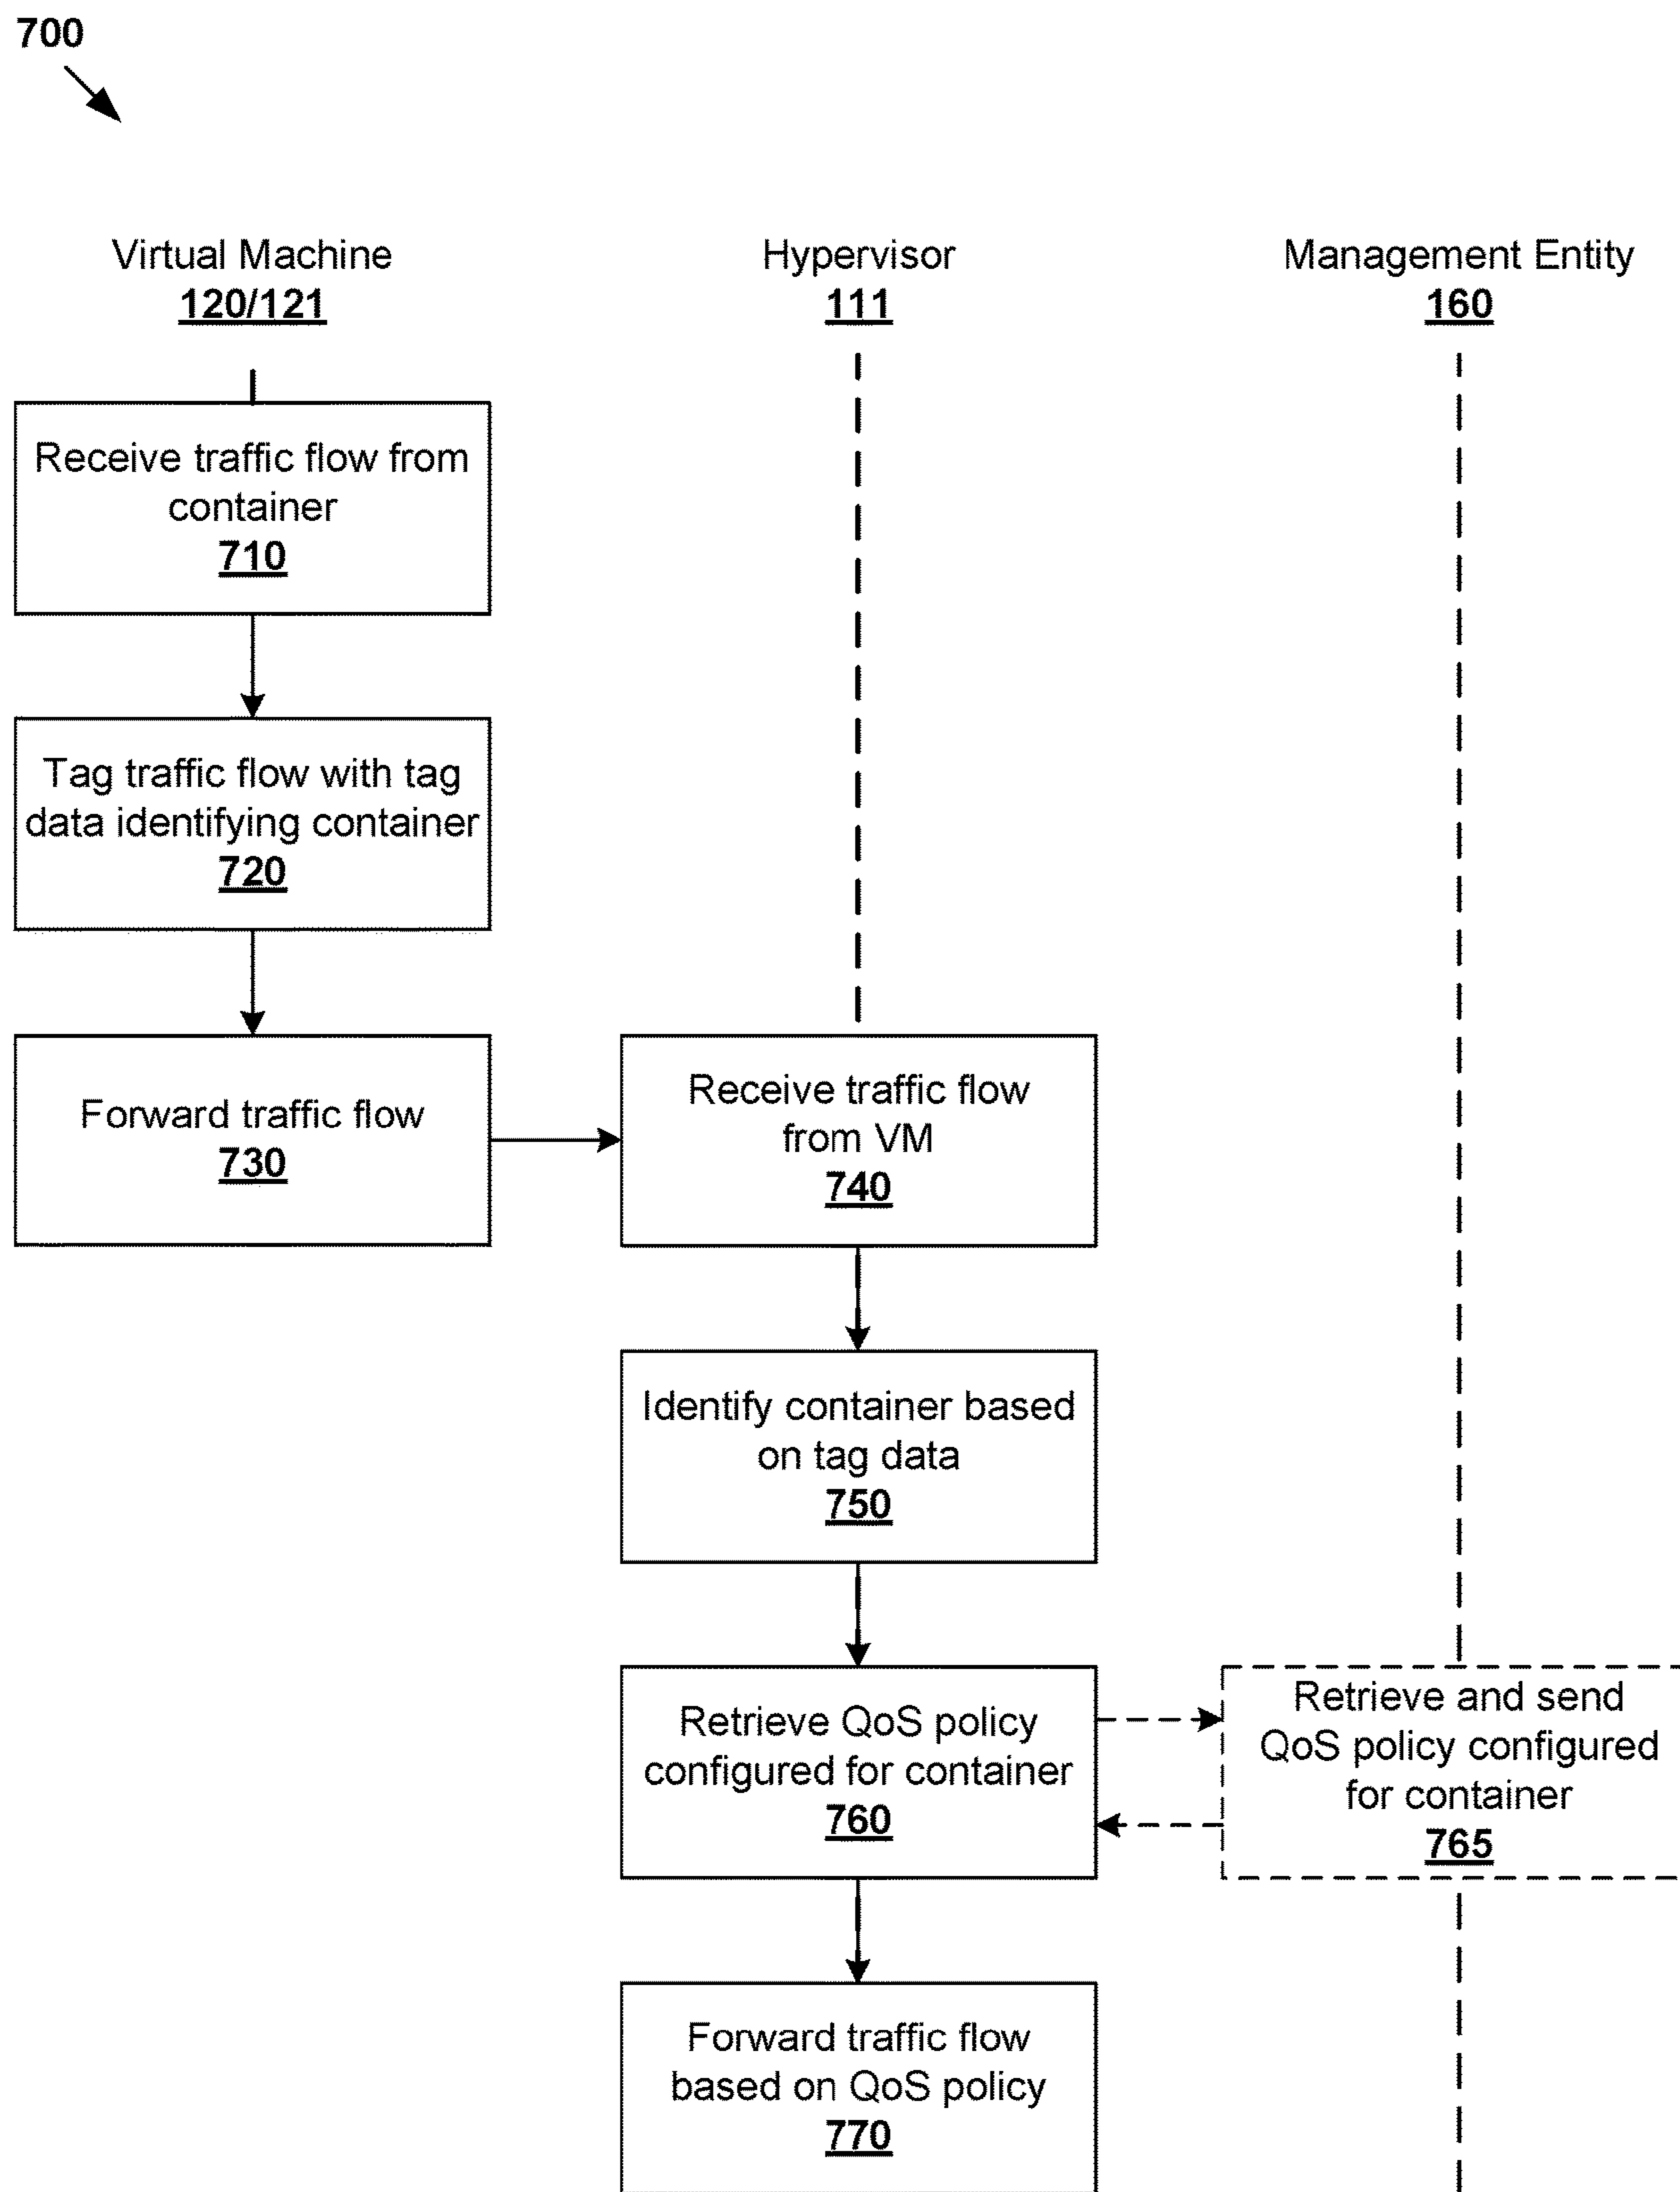 700
Virtual Machine
120/121
Hypervisor
111
Management Entity
160
Receive traffic flow from
container
710
Tag traffic flow with tag
data identifying container
720
Forward traffic flow
730
Receive traffic flow
from VM
740
Identify container based
on tag data
750
Retrieve QoS policy
configured for container
760
Retrieve and send
QoS policy configured
for container
765
Forward traffic flow
based on QoS policy
770